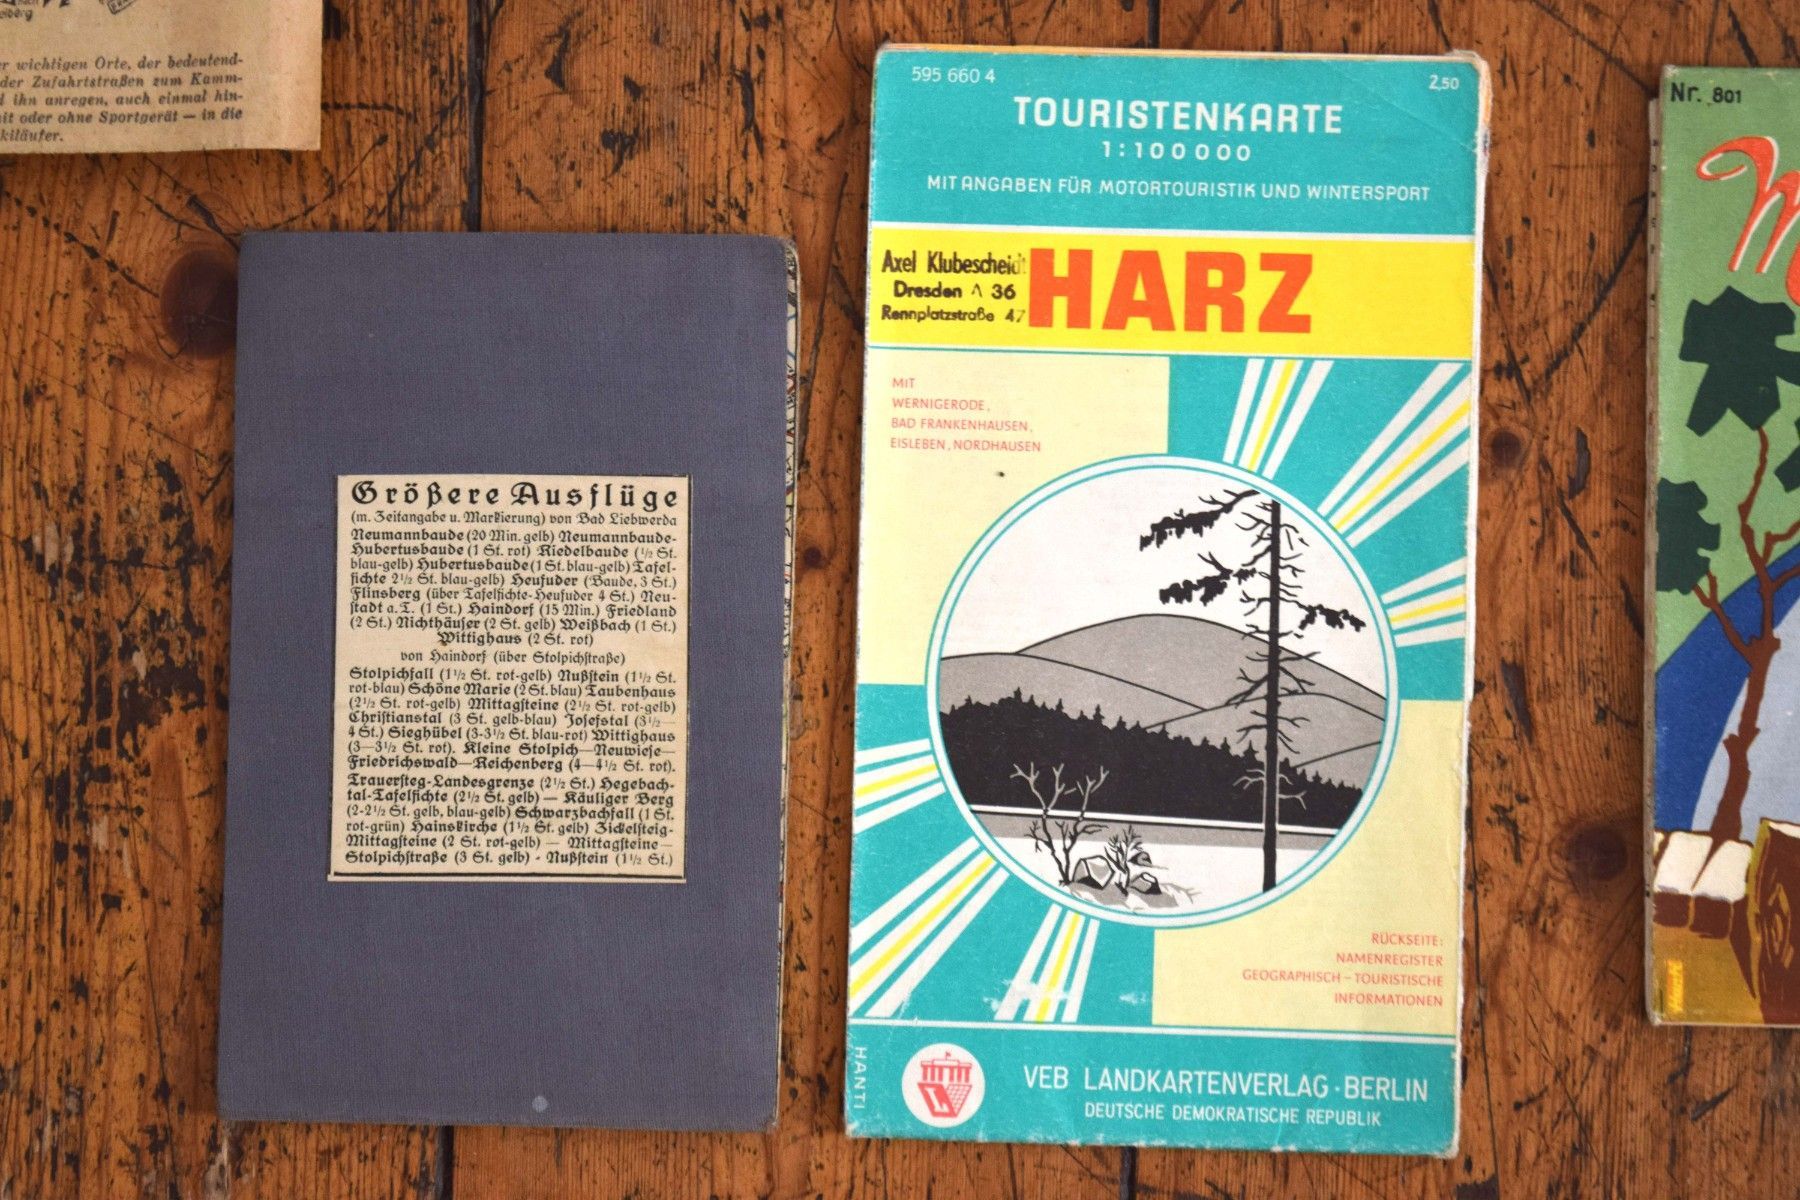 wichtigen Orte, der bedeutend-
der Zufahrtstraßen zum Kamm-
ihn anregen, auch einmal hin-
oder ohne Sportgerät — in die
Größere Ausflüge
(m. Zeitangabe u. Markierung) von Bad Liebwerda
Neumannbaude (20 Min. gelb) Neumannbaude-
Hubertusbaude (1 St. rot) Riedelbaude (1/2 St.
blau-gelb) Hubertusbaude (1 St. blau-gelb) Tafel-
fichte 2 1/2 St. blau-gelb) Heufuder (Baude, 3 St.)
Flinsberg (über Tafelfichte-Heufuder 4 St.) Neu-
stadt a. T. (1 St.) Haindorf (15 Min.) Friedland
(2 St.) Nichthäuser (2 St. gelb) Weißbach (1 St.)
Wittighaus (2 St. rot)
von Haindorf (über Stolpichstraße)
Stolpichfall (1 1/2 St. rot-gelb) Nußstein (1 1/2 St.
rot-blau) Schöne Marie (2 St. blau) Taubenhaus
(2 1/2 St. rot-gelb) Mittagsteine (2 1/2 St. rot-gelb)
Christianstal (3 St. gelb-blau) Josefstal (3 1/2—
4 St.) Sieghübel (3-3 1/2 St. blau-rot) Wittighaus
(3—3 1/2 St. rot). Kleine Stolpich—Neuwiese—
Friedrichswald—Reichenberg (4—4 1/2 St. rot).
Trauersteg-Landesgrenze (2 1/2 St.) Hegebach-
tal-Tafelfichte (2 1/2 St. gelb) — Käuliger Berg
(2-2 1/2 St. gelb, blau-gelb) Schwarzbachfall (1 St.
rot-grün) Hainskirche (1 1/2 St. gelb) Zickelsteig-
Mittagsteine (2 St. rot-gelb) — Mittagsteine—
Stolpichstraße (3 St. gelb) - Nußstein (1 1/2 St.)
595 660 4
2,50
TOURISTENKARTE
1:100000
MIT ANGABEN FÜR MOTORTOURISTIK UND WINTERSPORT
Axel Klubescheidt
Dresden A 36
Rennplatzstraße 47
HARZ
MIT
WERNIGERODE,
BAD FRANKENHAUSEN,
EISLEBEN, NORDHAUSEN
RÜCKSEITE:
NAMENREGISTER
GEOGRAPHISCH – TOURISTISCHE
INFORMATIONEN
HANTI
VEB LANDKARTENVERLAG · BERLIN
DEUTSCHE DEMOKRATISCHE REPUBLIK
Nr. 801